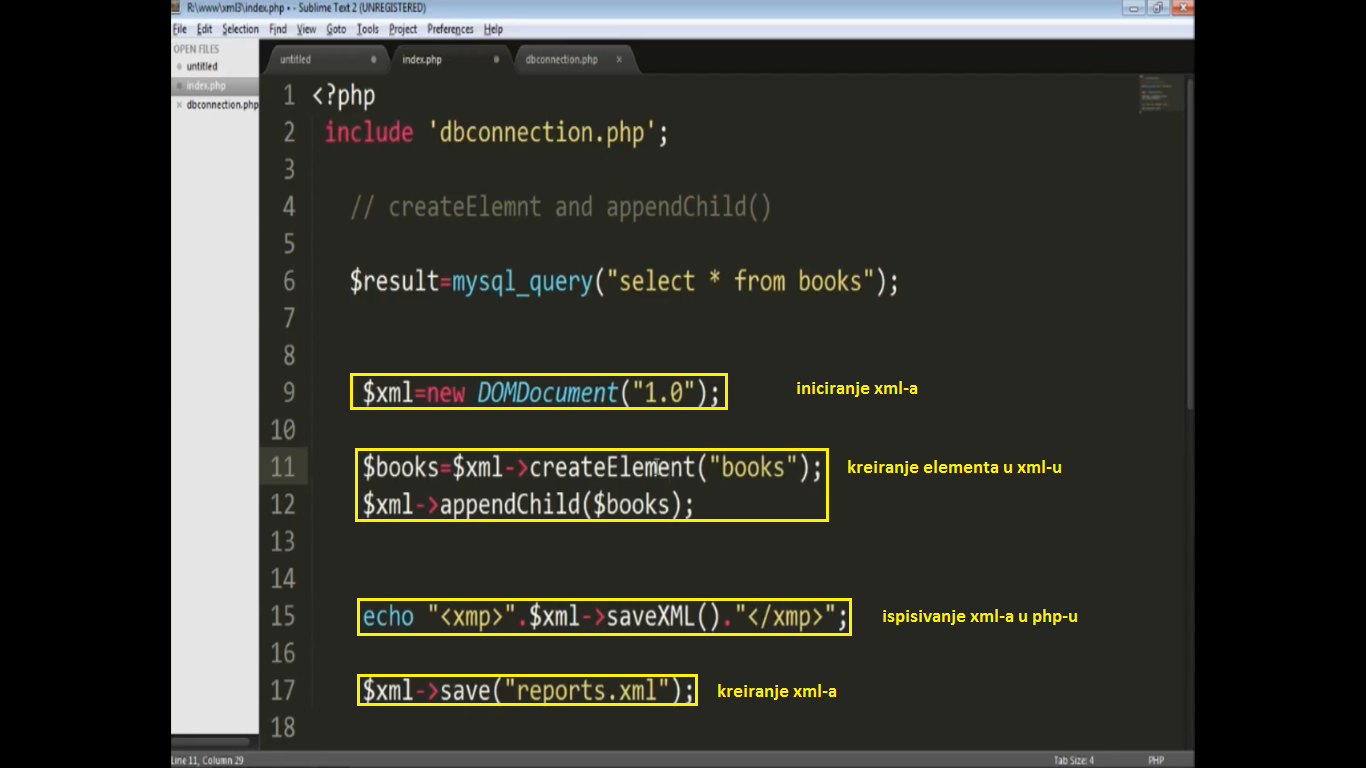 R:\www\xml3\index.php • - Sublime Text 2 (UNREGISTERED)
File Edit Selection Find View Goto Tools Project Preferences Help
OPEN FILES
untitled
index.php
dbconnection.php
untitled index.php dbconnection.php
1 <?php
2 include 'dbconnection.php';
3
4 // createElemnt and appendChild()
5
6 $result=mysql_query("select * from books");
7
8
9 $xml=new DOMDocument("1.0"); iniciranje xml-a
10
11 $books=$xml->createElement("books"); kreiranje elementa u xml-u
12 $xml->appendChild($books);
13
14
15 echo "<xmp>".$xml->saveXML()."</xmp>"; ispisivanje xml-a u php-u
16
17 $xml->save("reports.xml"); kreiranje xml-a
18
Line 11, Column 29 Tab Size: 4 PHP